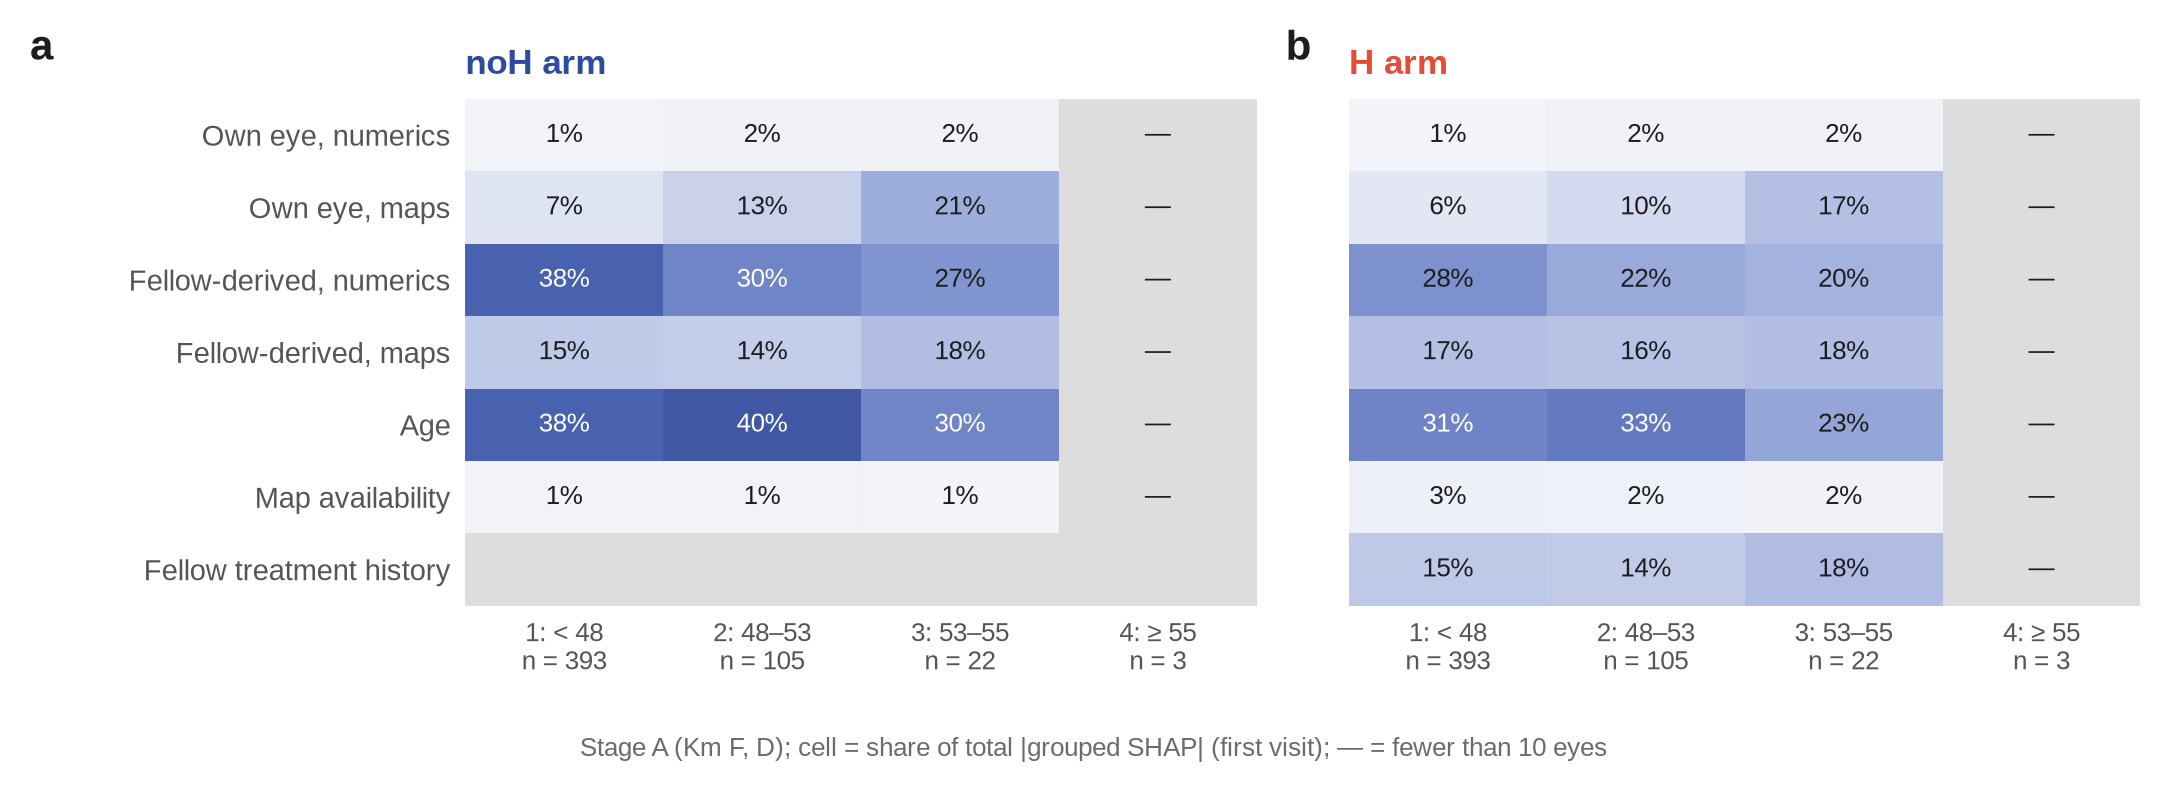 a
noH arm
b
H arm
Own eye, numerics 1% 2% 2% — 1% 2% 2% —
Own eye, maps 7% 13% 21% — 6% 10% 17% —
Fellow-derived, numerics 38% 30% 27% — 28% 22% 20% —
Fellow-derived, maps 15% 14% 18% — 17% 16% 18% —
Age 38% 40% 30% — 31% 33% 23% —
Map availability 1% 1% 1% — 3% 2% 2% —
Fellow treatment history 15% 14% 18% —
1: < 48 2: 48–53 3: 53–55 4: ≥ 55 1: < 48 2: 48–53 3: 53–55 4: ≥ 55
n = 393 n = 105 n = 22 n = 3 n = 393 n = 105 n = 22 n = 3
Stage A (Km F, D); cell = share of total |grouped SHAP| (first visit); — = fewer than 10 eyes